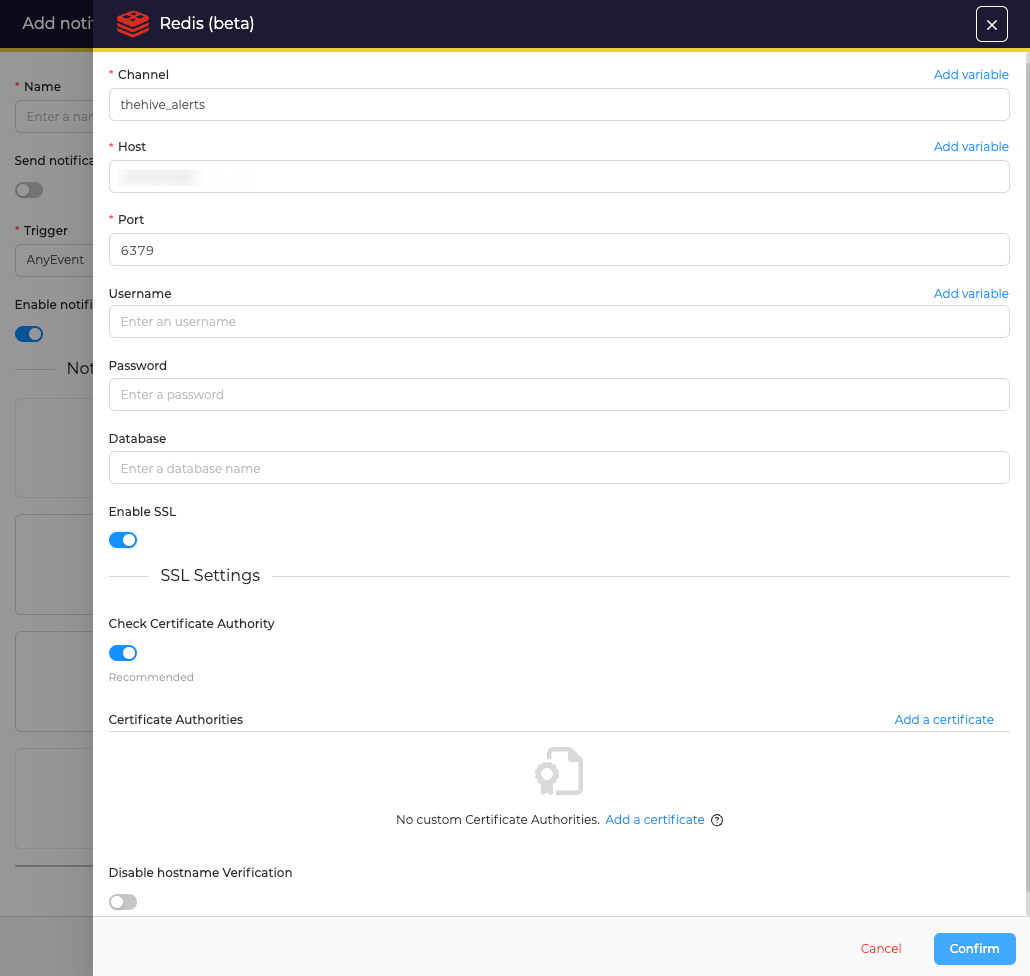 Add noti
Redis (beta)
* Name
Enter a nar
Send notifica
* Trigger
AnyEvent
Enable notifi
Not
* Channel
Add variable
thehive_alerts
* Host
Add variable
* Port
6379
Username
Add variable
Enter an username
Password
Enter a password
Database
Enter a database name
Enable SSL
SSL Settings
Check Certificate Authority
Recommended
Certificate Authorities
Add a certificate
No custom Certificate Authorities. Add a certificate ?
Disable hostname Verification
Cancel
Confirm